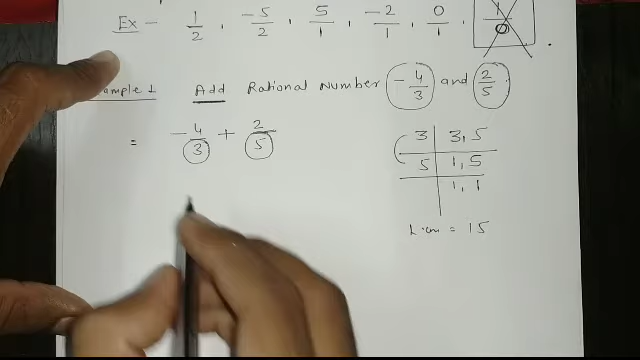 Ex - 1/2 , -5/2 , 5/1 , -2/1 , 0/1 , 1/0 .
ample 1 Add Rational Number -4/3 and 2/5.
= -4/3 + 2/5
3 | 3, 5
5 | 1, 5
1, 1
L.cm = 15